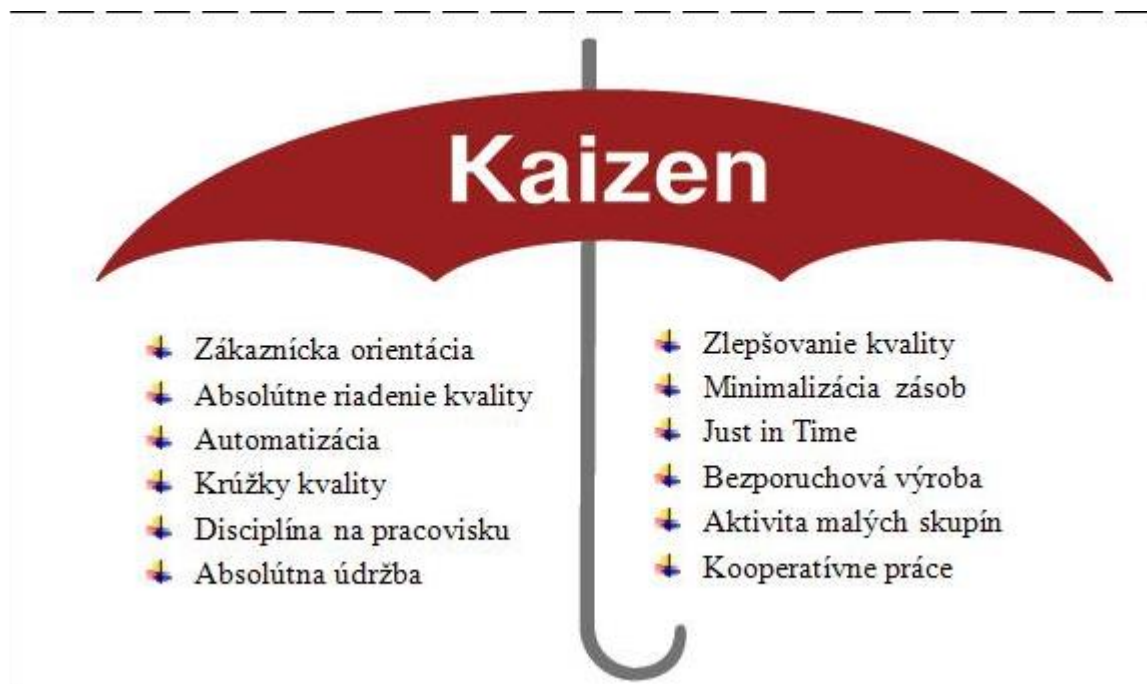 Kaizen
Zákaznícka orientácia
Absolútne riadenie kvality
Automatizácia
Krúžky kvality
Disciplína na pracovisku
Absolútna údržba
Zlepšovanie kvality
Minimalizácia zásob
Just in Time
Bezporuchová výroba
Aktivita malých skupín
Kooperatívne práce